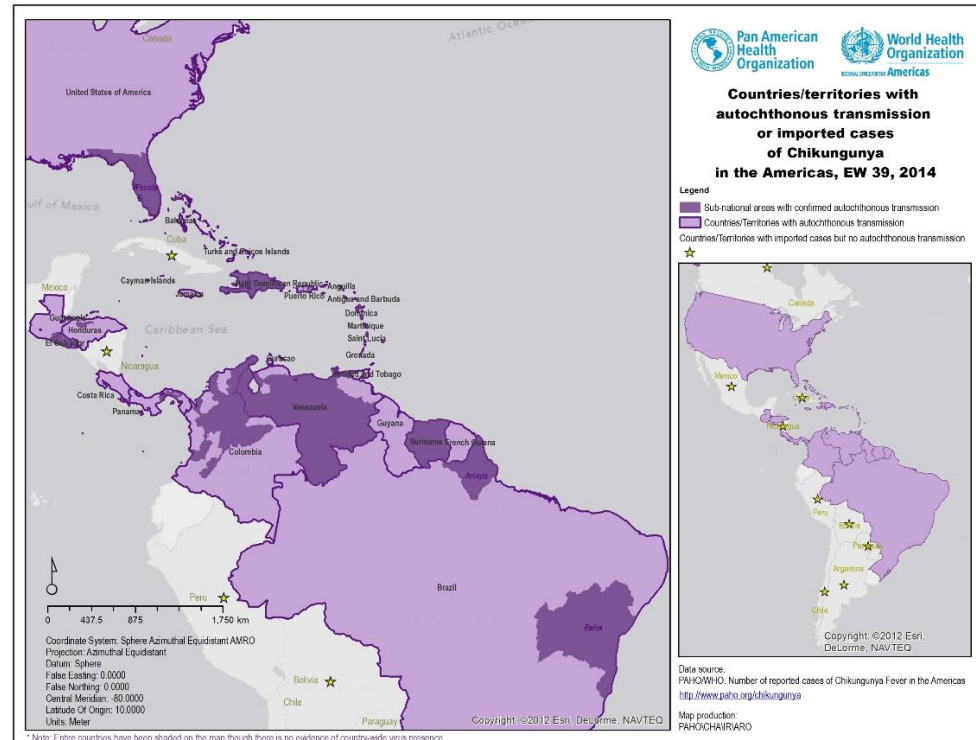 Canada
Atlantic Ocean
United States of America
Florida
Gulf of Mexico
Bahamas
Cuba
Turks and Caicos Islands
Mexico
Cayman Islands
Haiti
Dominican Republic
Anguilla
Jamaica
Puerto Rico
Antigua and Barbuda
Guatemala
Dominica
Honduras
Caribbean Sea
Martinique
El Salvador
Saint Lucia
Grenada
Nicaragua
Curacao
Trinidad and Tobago
Costa Rica
Panama
Venezuela
Guyana
Suriname
French Guiana
Colombia
Amapa
Brazil
Peru
Bahia
0 437.5 875 1,750 km
Coordinate System: Sphere Azimuthal Equidistant AMRO
Projection: Azimuthal Equidistant
Datum: Sphere
False Easting: 0.0000
False Northing: 0.0000
Central Meridian: -80.0000
Latitude Of Origin: 10.0000
Units: Meter
Bolivia
Chile
Paraguay
Copyright: ©2012 Esri, DeLorme, NAVTEQ
* Note: Entire countries have been shaded on the map though there is no evidence of country-wide virus presence
Pan American
Health
Organization
World Health
Organization
REGIONAL OFFICE FOR THE Americas
Countries/territories with
autochthonous transmission
or imported cases
of Chikungunya
in the Americas, EW 39, 2014
Legend
Sub-national areas with confirmed autochthonous transmission
Countries/Territories with autochthonous transmission
Countries/Territories with imported cases but no autochthonous transmission
Canada
Mexico
Cuba
Nicaragua
Peru
Bolivia
Paraguay
Argentina
Chile
Copyright: ©2012 Esri,
DeLorme, NAVTEQ
Data source:
PAHO/WHO. Number of reported cases of Chikungunya Fever in the Americas
http://www.paho.org/chikungunya
Map production:
PAHO\CHA\IR\ARO